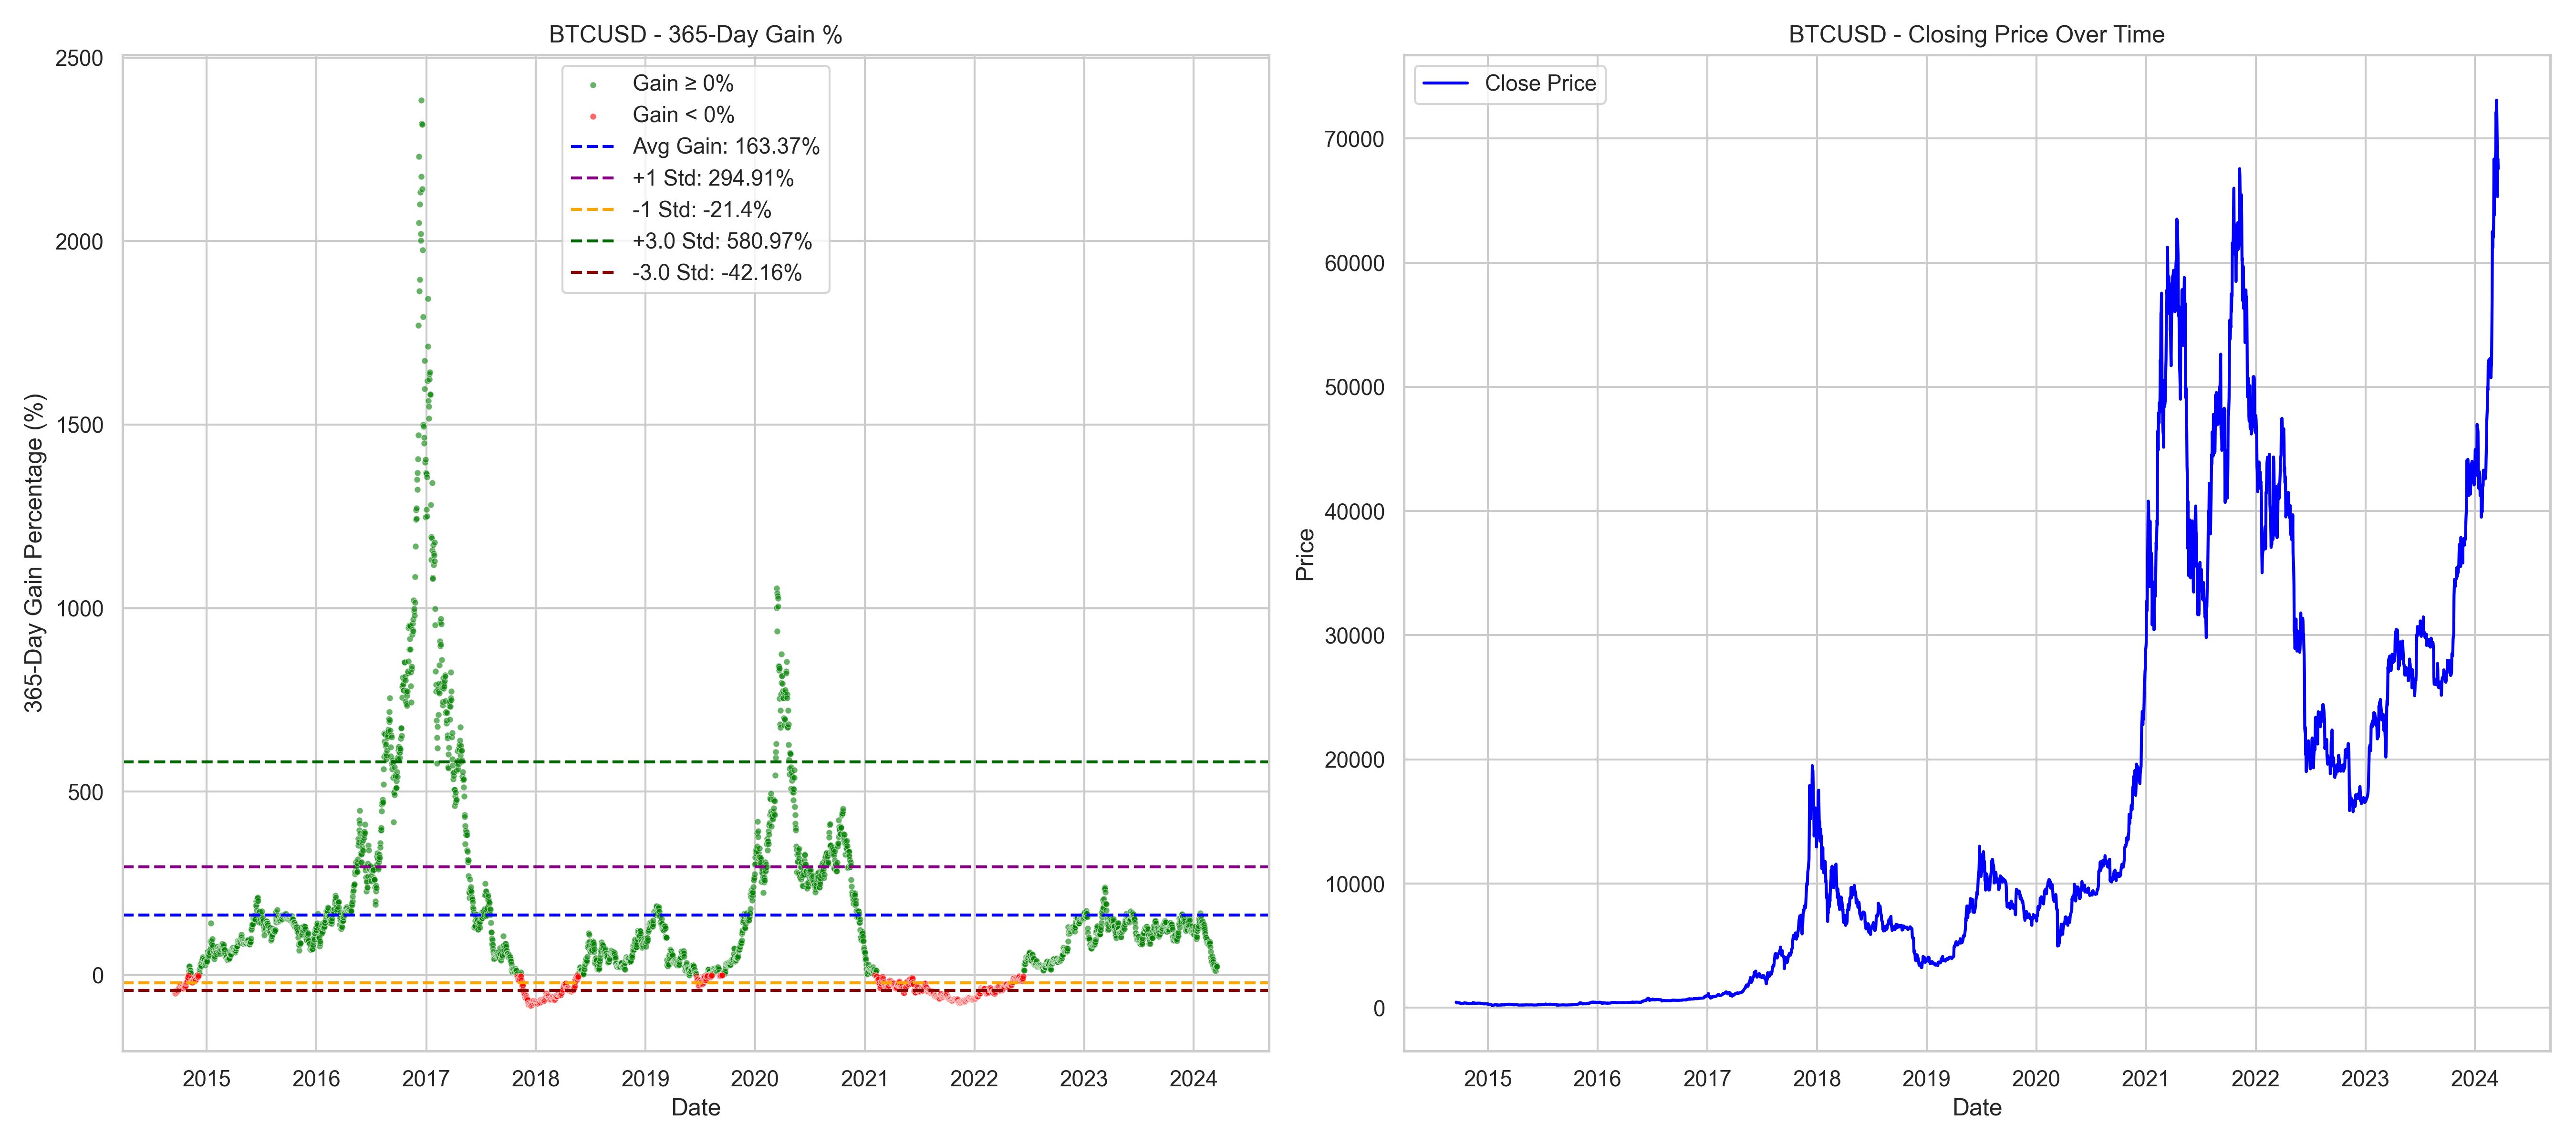 BTCUSD - 365-Day Gain %
2500
2000
1500
1000
500
0
365-Day Gain Percentage (%)
Gain ≥ 0%
Gain < 0%
Avg Gain: 163.37%
+1 Std: 294.91%
-1 Std: -21.4%
+3.0 Std: 580.97%
-3.0 Std: -42.16%
2015 2016 2017 2018 2019 2020 2021 2022 2023 2024
Date
BTCUSD - Closing Price Over Time
Close Price
70000
60000
50000
40000
30000
20000
10000
0
Price
2015 2016 2017 2018 2019 2020 2021 2022 2023 2024
Date